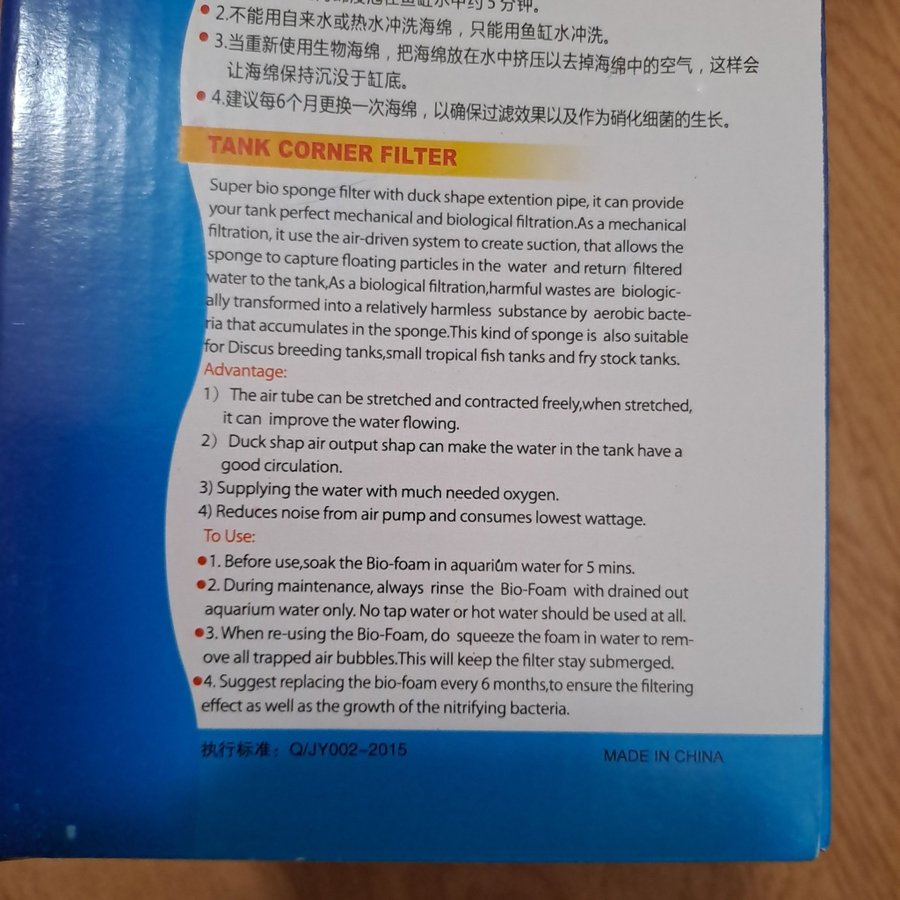 水中约5分钟。
2.不能用自来水或热水冲洗海绵，只能用鱼缸水冲洗。
3.当重新使用生物海绵，把海绵放在水中挤压以去掉海绵中的空气，这样会
让海绵保持沉没于缸底。
4.建议每6个月更换一次海绵，以确保过滤效果以及作为硝化细菌的生长。
TANK CORNER FILTER
Super bio sponge filter with duck shape extention pipe, it can provide
your tank perfect mechanical and biological filtration.As a mechanical
filtration, it use the air-driven system to create suction, that allows the
sponge to capture floating particles in the water and return filtered
water to the tank,As a biological filtration,harmful wastes are biologic-
ally transformed into a relatively harmless substance by aerobic bacte-
ria that accumulates in the sponge.This kind of sponge is also suitable
for Discus breeding tanks,small tropical fish tanks and fry stock tanks.
Advantage:
1） The air tube can be stretched and contracted freely,when stretched,
it can improve the water flowing.
2） Duck shap air output shap can make the water in the tank have a
good circulation.
3) Supplying the water with much needed oxygen.
4) Reduces noise from air pump and consumes lowest wattage.
To Use:
1. Before use,soak the Bio-foam in aquarium water for 5 mins.
2. During maintenance, always rinse the Bio-Foam with drained out
aquarium water only. No tap water or hot water should be used at all.
3. When re-using the Bio-Foam, do squeeze the foam in water to rem-
ove all trapped air bubbles.This will keep the filter stay submerged.
4. Suggest replacing the bio-foam every 6 months,to ensure the filtering
effect as well as the growth of the nitrifying bacteria.
执行标准：Q/JY002-2015
MADE IN CHINA